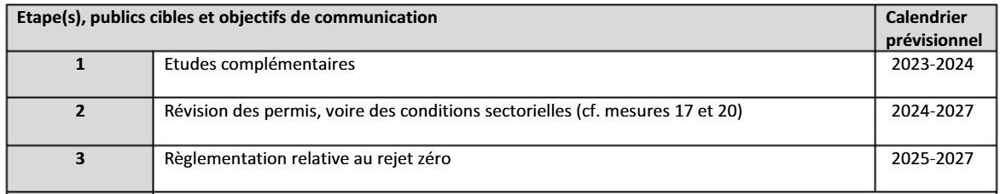 Etape(s), publics cibles et objectifs de communication
Calendrier
prévisionnel
1 Etudes complémentaires 2023-2024
2 Révision des permis, voire des conditions sectorielles (cf. mesures 17 et 20) 2024-2027
3 Règlementation relative au rejet zéro 2025-2027